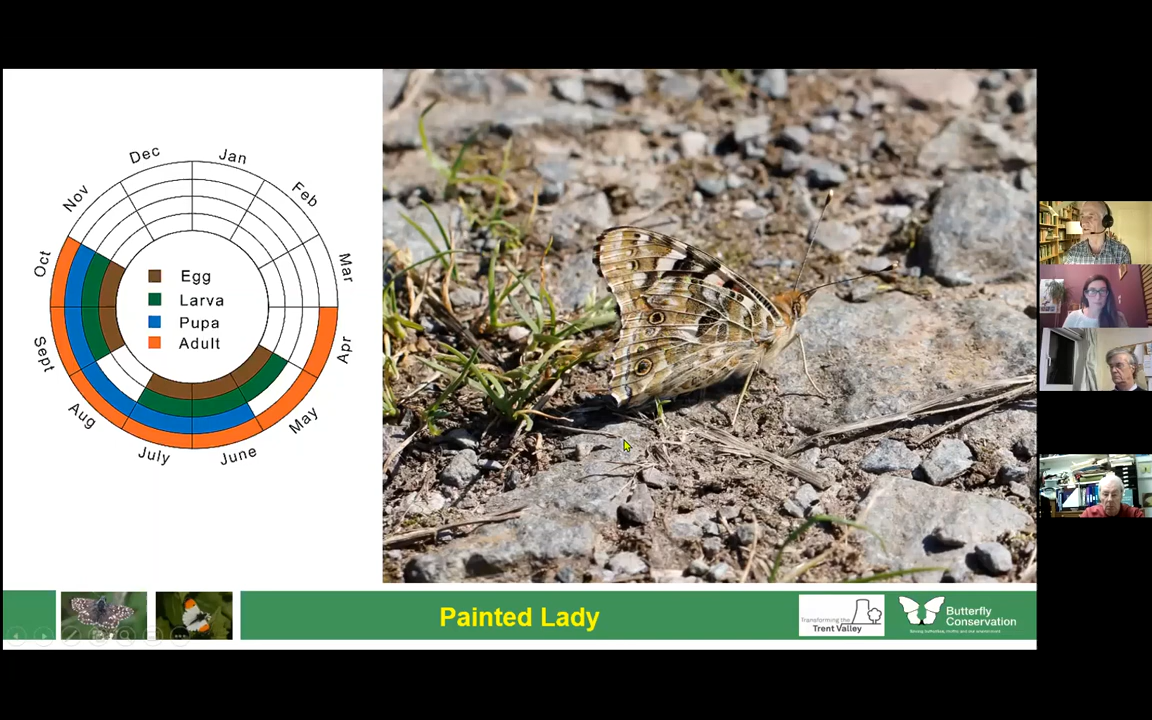 Dec
Jan
Nov
Feb
Oct
Mar
Egg
Larva
Pupa
Adult
Sept
Apr
Aug
May
July
June
Painted Lady
Transforming the
Trent Valley
Butterfly
Conservation